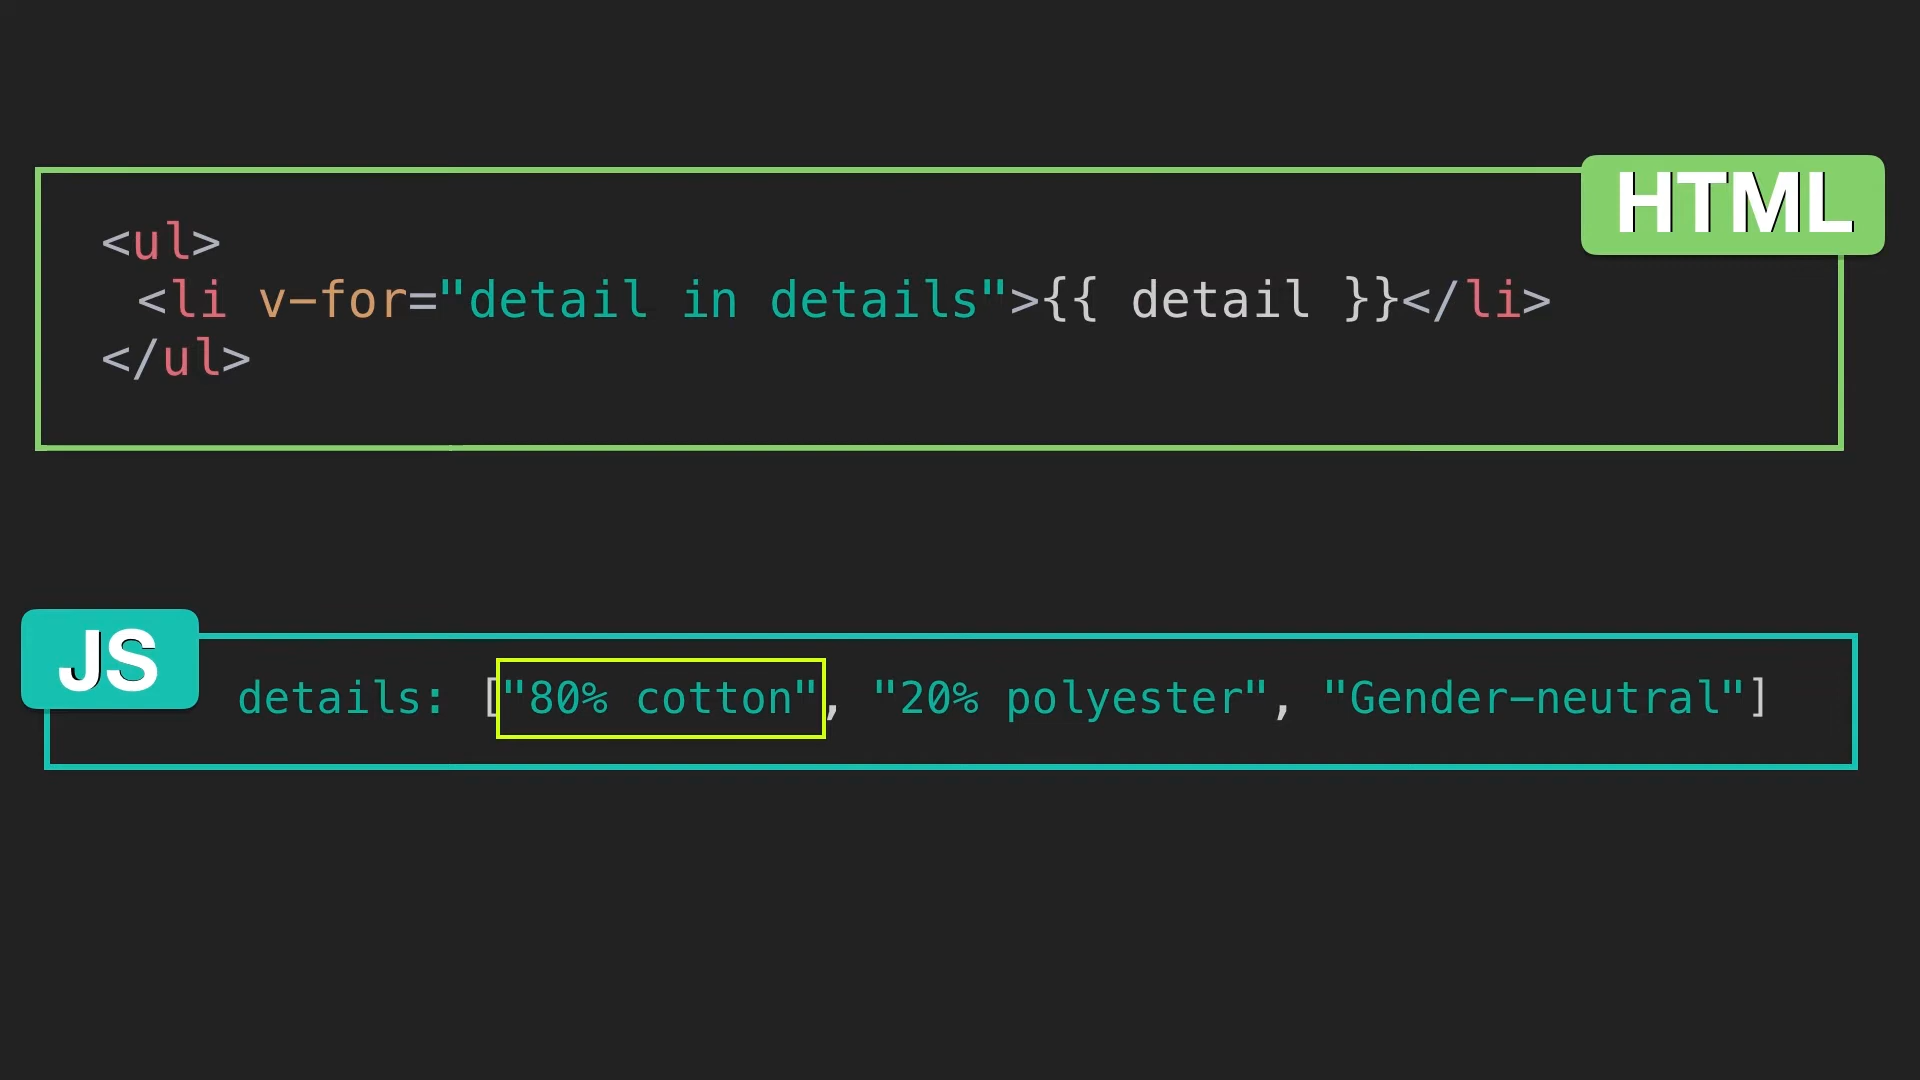 HTML
<ul>
<li v-for="detail in details">{{ detail }}</li>
</ul>
JS
details: ["80% cotton", "20% polyester", "Gender-neutral"]